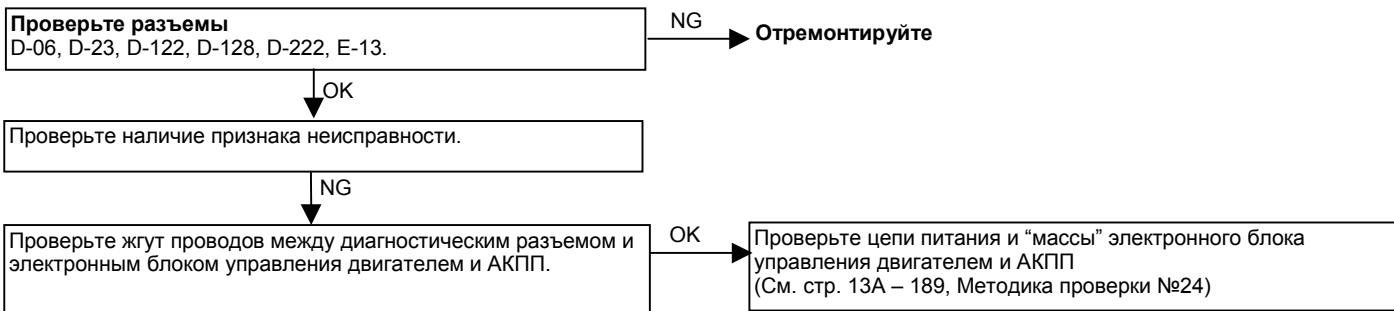 Проверьте разъемы
D-06, D-23, D-122, D-128, D-222, E-13.
NG
Отремонтируйте
OK
Проверьте наличие признака неисправности.
NG
Проверьте жгут проводов между диагностическим разъемом и
электронным блоком управления двигателем и АКПП.
OK
Проверьте цепи питания и “массы” электронного блока
управления двигателем и АКПП
(См. стр. 13А – 189, Методика проверки №24)